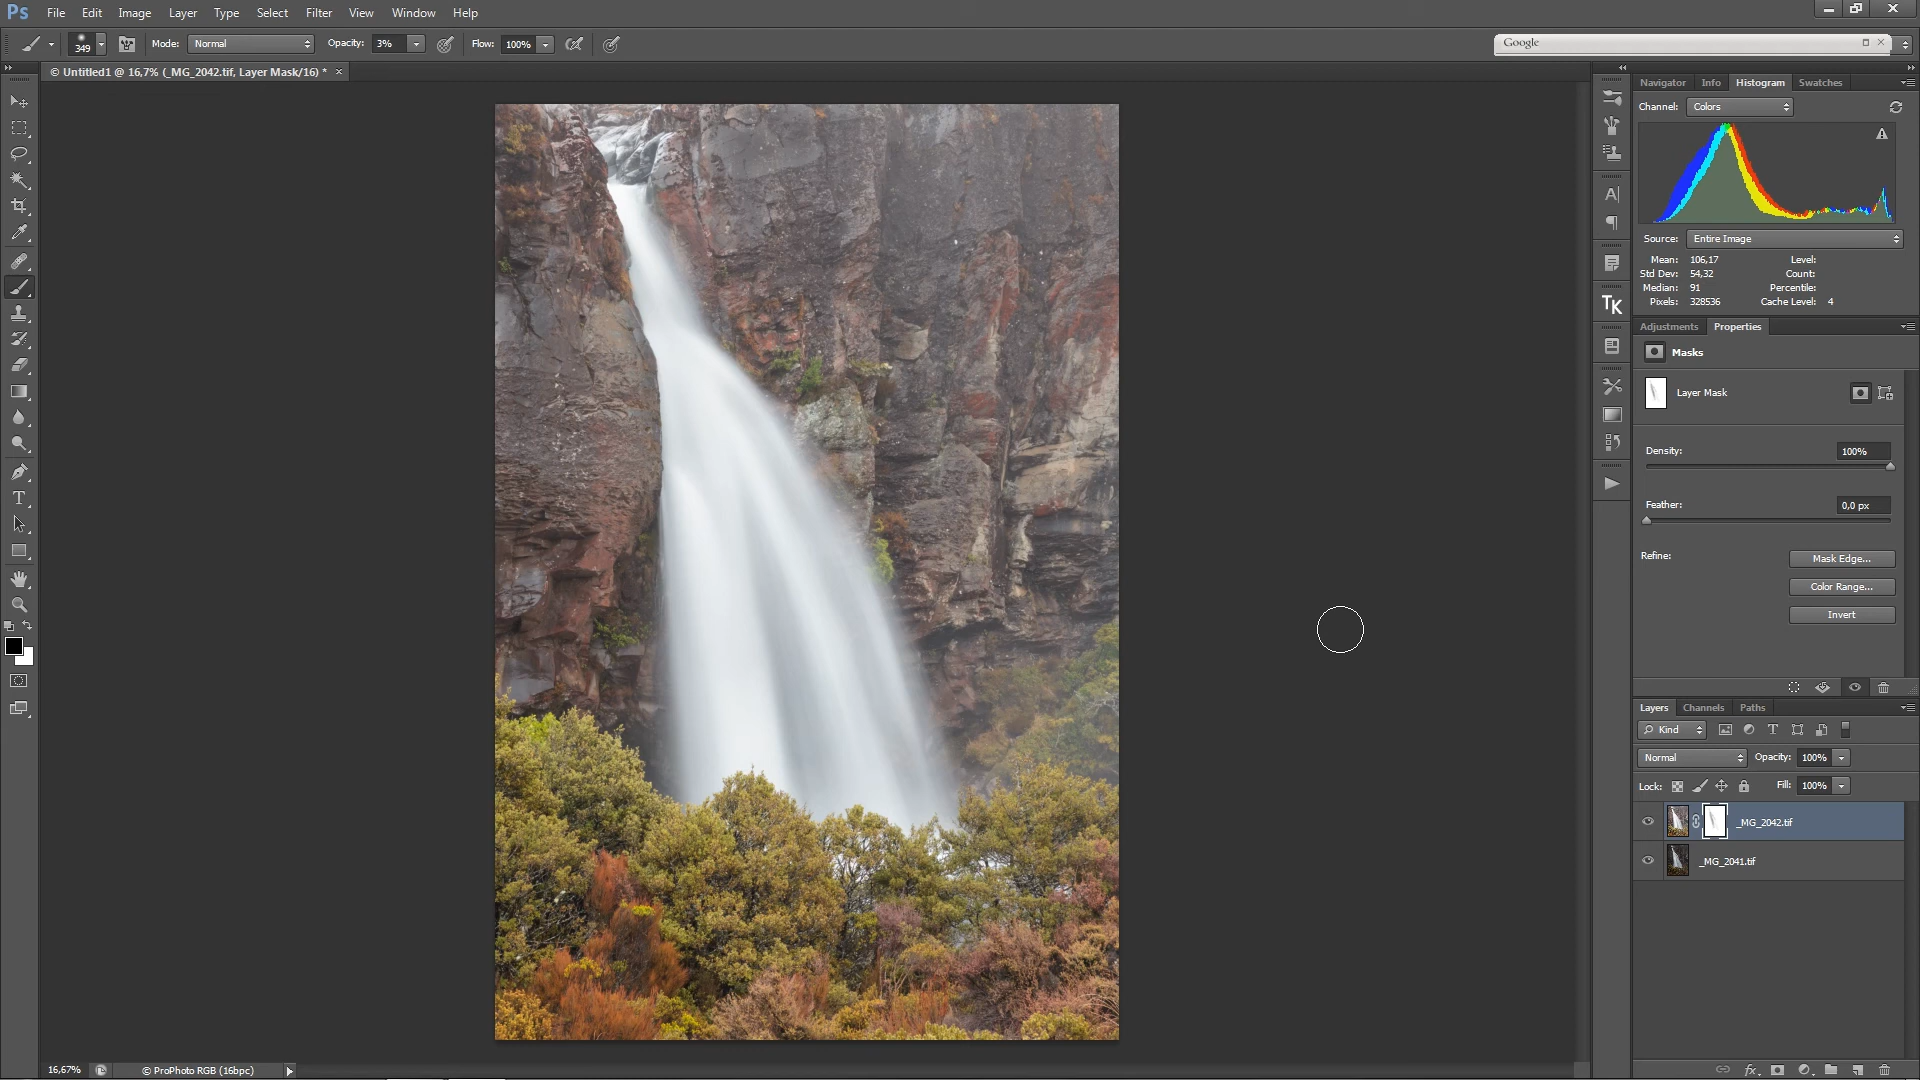 Ps File Edit Image Layer Type Select Filter View Window Help
349 Mode: Normal Opacity: 3% Flow: 100% Google
© Untitled1 @ 16,7% (_MG_2042.tif, Layer Mask/16) * ×
Navigator Info Histogram Swatches
Channel: Colors
Source: Entire Image
Mean: 106,17 Level:
Std Dev: 54,32 Count:
Median: 91 Percentile:
Pixels: 328536 Cache Level: 4
TK
Adjustments Properties
Masks
Layer Mask
Density: 100%
Feather: 0,0 px
Refine: Mask Edge...
Color Range...
Invert
Layers Channels Paths
Kind
Normal Opacity: 100%
Lock: Fill: 100%
_MG_2042.tif
_MG_2041.tif
16,67% © ProPhoto RGB (16bpc)
fx